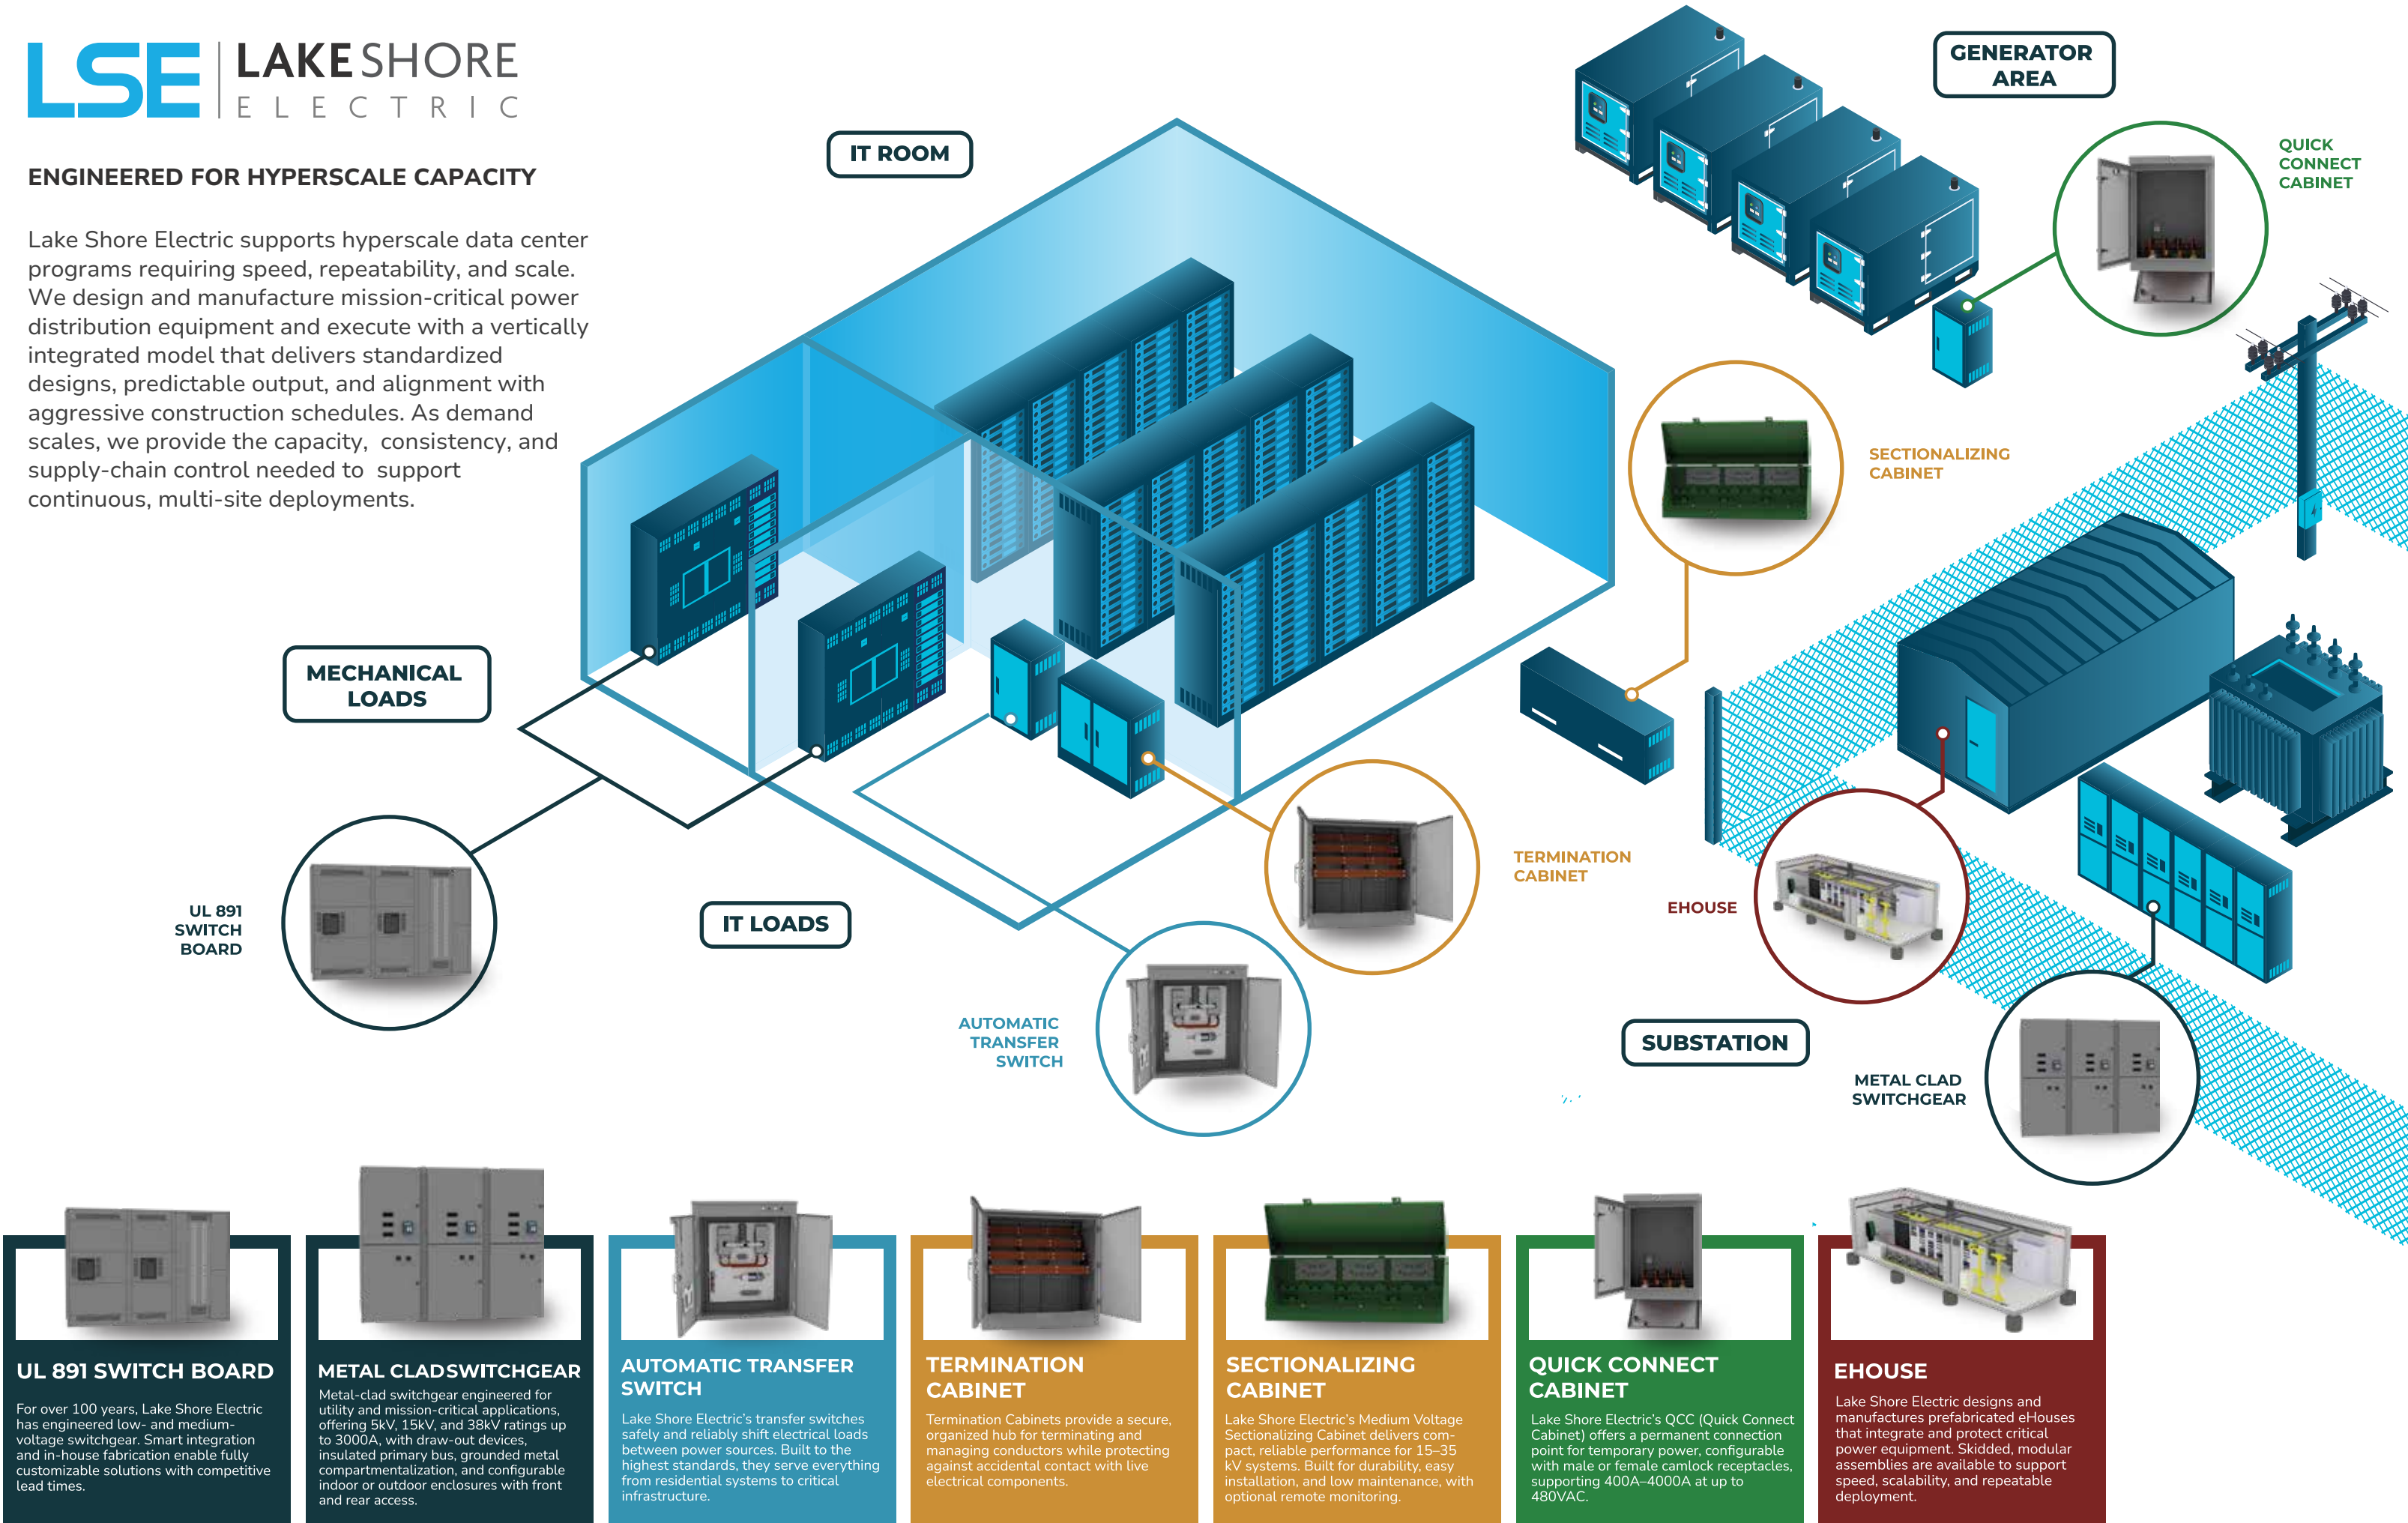 LSE
LAKE SHORE
ELECTRIC
ENGINEERED FOR HYPERSCALE CAPACITY
Lake Shore Electric supports hyperscale data center
programs requiring speed, repeatability, and scale.
We design and manufacture mission-critical power
distribution equipment and execute with a vertically
integrated model that delivers standardized
designs, predictable output, and alignment with
aggressive construction schedules. As demand
scales, we provide the capacity, consistency, and
supply-chain control needed to support
continuous, multi-site deployments.
IT ROOM
GENERATOR
AREA
QUICK
CONNECT
CABINET
SECTIONALIZING
CABINET
MECHANICAL
LOADS
TERMINATION
CABINET
EHOUSE
UL 891
SWITCH
BOARD
IT LOADS
AUTOMATIC
TRANSFER
SWITCH
SUBSTATION
METAL CLAD
SWITCHGEAR
UL 891 SWITCH BOARD
For over 100 years, Lake Shore Electric
has engineered low- and medium-
voltage switchgear. Smart integration
and in-house fabrication enable fully
customizable solutions with competitive
lead times.
METAL CLAD SWITCHGEAR
Metal-clad switchgear engineered for
utility and mission-critical applications,
offering 5kV, 15kV, and 38kV ratings up
to 3000A, with draw-out devices,
insulated primary bus, grounded metal
compartmentalization, and configurable
indoor or outdoor enclosures with front
and rear access.
AUTOMATIC TRANSFER
SWITCH
Lake Shore Electric's transfer switches
safely and reliably shift electrical loads
between power sources. Built to the
highest standards, they serve everything
from residential systems to critical
infrastructure.
TERMINATION
CABINET
Termination Cabinets provide a secure,
organized hub for terminating and
managing conductors while protecting
against accidental contact with live
electrical components.
SECTIONALIZING
CABINET
Lake Shore Electric's Medium Voltage
Sectionalizing Cabinet delivers com-
pact, reliable performance for 15–35
kV systems. Built for durability, easy
installation, and low maintenance, with
optional remote monitoring.
QUICK CONNECT
CABINET
Lake Shore Electric's QCC (Quick Connect
Cabinet) offers a permanent connection
point for temporary power, configurable
with male or female camlock receptacles,
supporting 400A–4000A at up to
480VAC.
EHOUSE
Lake Shore Electric designs and
manufactures prefabricated eHouses
that integrate and protect critical
power equipment. Skidded, modular
assemblies are available to support
speed, scalability, and repeatable
deployment.